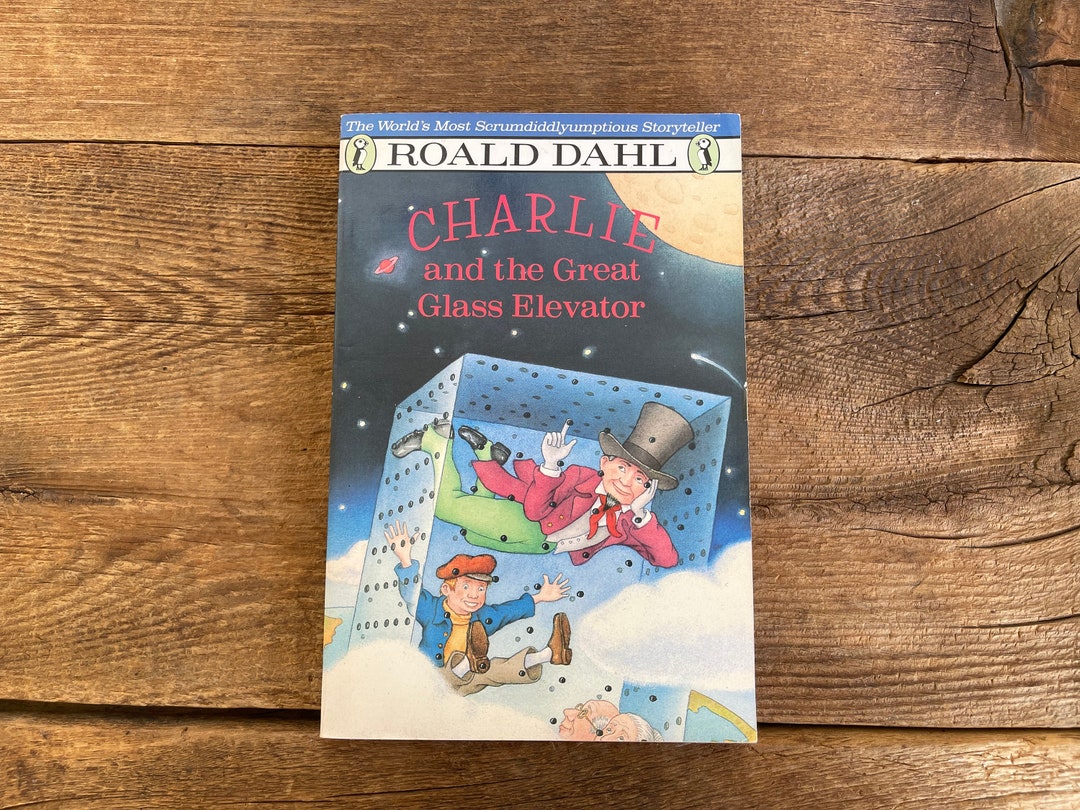 The World's Most Scrumdiddlyumptious Storyteller
ROALD DAHL
CHARLIE
and the Great
Glass Elevator